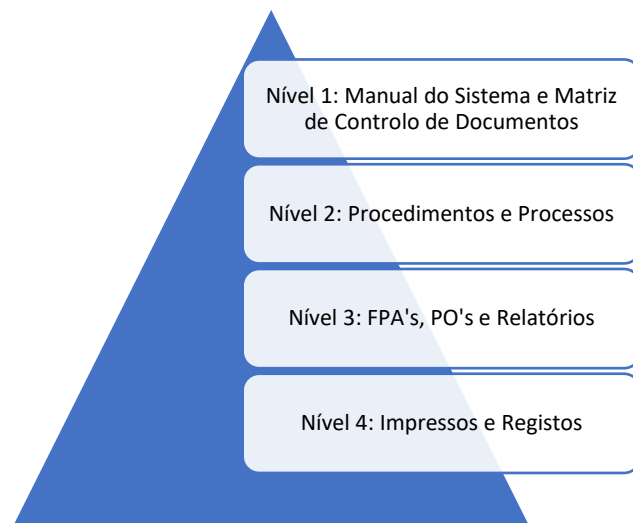 Nível 1: Manual do Sistema e Matriz
de Controlo de Documentos
Nível 2: Procedimentos e Processos
Nível 3: FPA's, PO's e Relatórios
Nível 4: Impressos e Registos